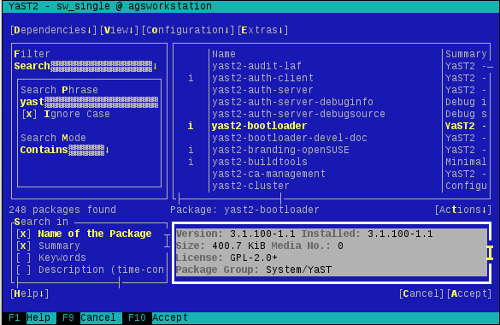 YaST2 - sw_single @ agsworkstation
[Dependencies↓][View↓][Configuration↓][Extras↓]
Filter
Search↓
Search Phrase
yast
[x] Ignore Case
Search Mode
Contains↓
Name Summary
yast2-audit-laf YaST2 -
i yast2-auth-client YaST2 -
yast2-auth-server YaST2 -
yast2-auth-server-debuginfo Debug i
yast2-auth-server-debugsource Debug s
i yast2-bootloader YaST2 -
yast2-bootloader-devel-doc YaST2 -
i yast2-branding-openSUSE YaST2 -
i yast2-buildtools Minimal
yast2-ca-management YaST2 -
yast2-cluster Configu
248 packages found
Package: yast2-bootloader [Actions↓]
Search in
[x] Name of the Package
[x] Summary
[ ] Keywords
[ ] Description (time-con
Version: 3.1.100-1.1 Installed: 3.1.100-1.1
Size: 400.7 KiB Media No.: 0
License: GPL-2.0+
Package Group: System/YaST
[Help↓] [Cancel][Accept]
F1 Help F9 Cancel F10 Accept